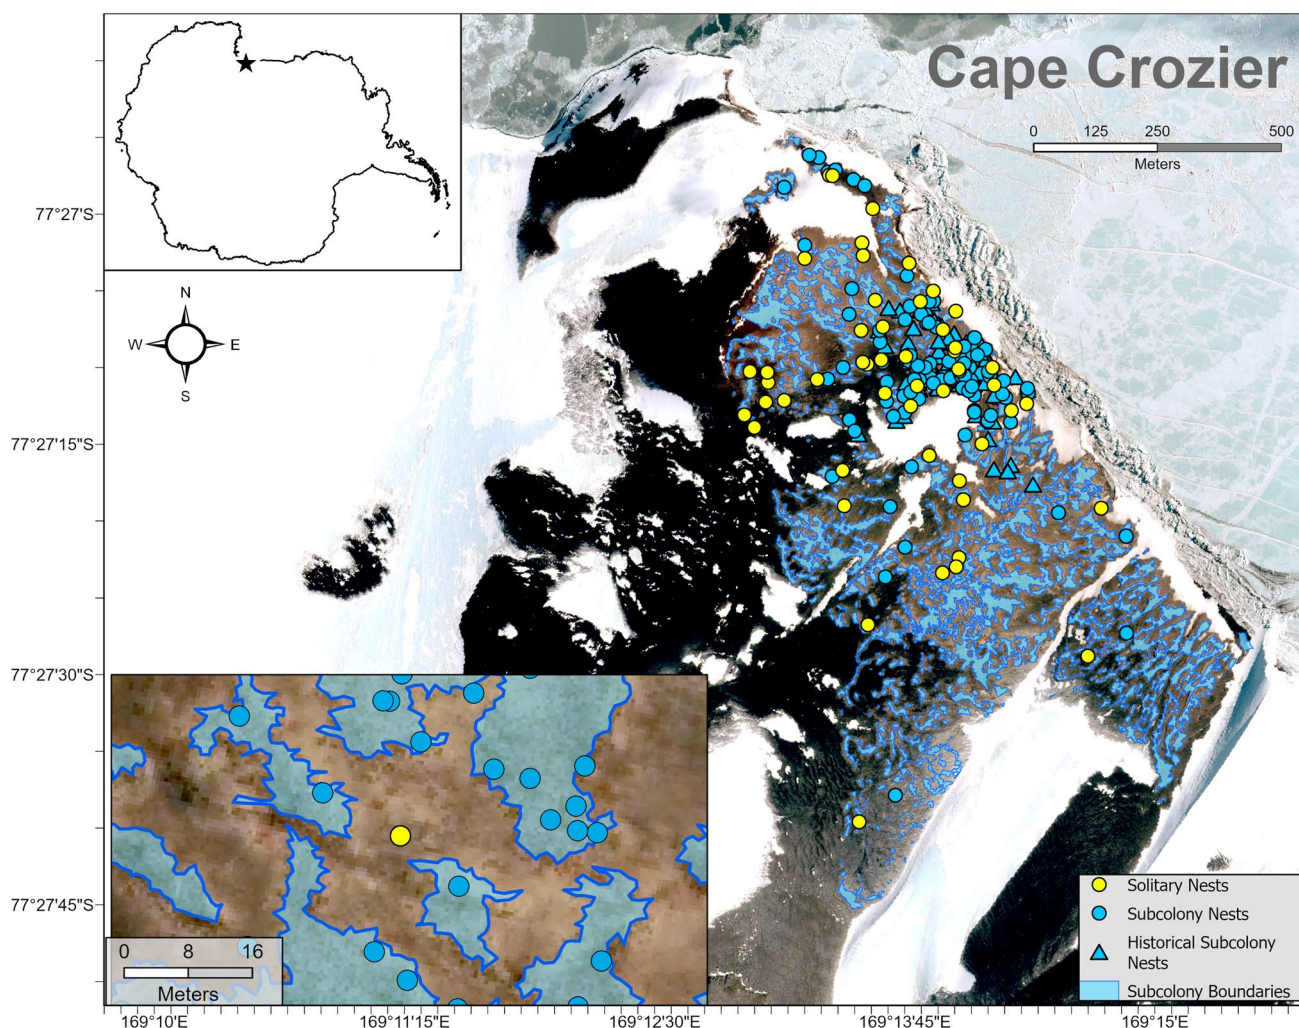 Cape Crozier
0 125 250 500
Meters
77°27'S
N
W E
S
77°27'15"S
77°27'30"S
77°27'45"S
0 8 16
Meters
Solitary Nests
Subcolony Nests
Historical Subcolony
Nests
Subcolony Boundaries
169°10'E 169°11'15"E 169°12'30"E 169°13'45"E 169°15'E